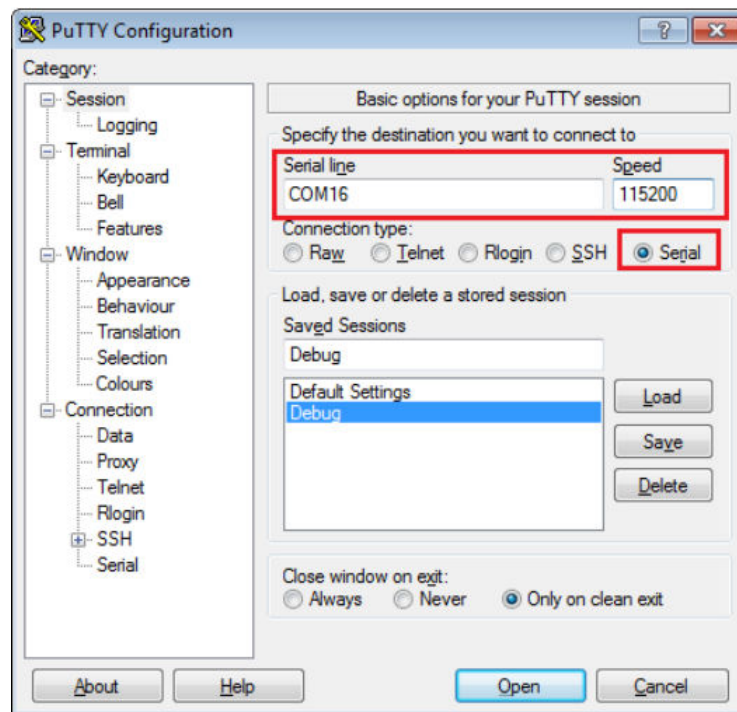 PuTTY Configuration
Category:
Session
Logging
Terminal
Keyboard
Bell
Features
Window
Appearance
Behaviour
Translation
Selection
Colours
Connection
Data
Proxy
Telnet
Rlogin
SSH
Serial
Basic options for your PuTTY session
Specify the destination you want to connect to
Serial line Speed
COM16 115200
Connection type:
Raw Telnet Rlogin SSH Serial
Load, save or delete a stored session
Saved Sessions
Debug
Default Settings
Debug
Load
Save
Delete
Close window on exit:
Always Never Only on clean exit
About Help Open Cancel